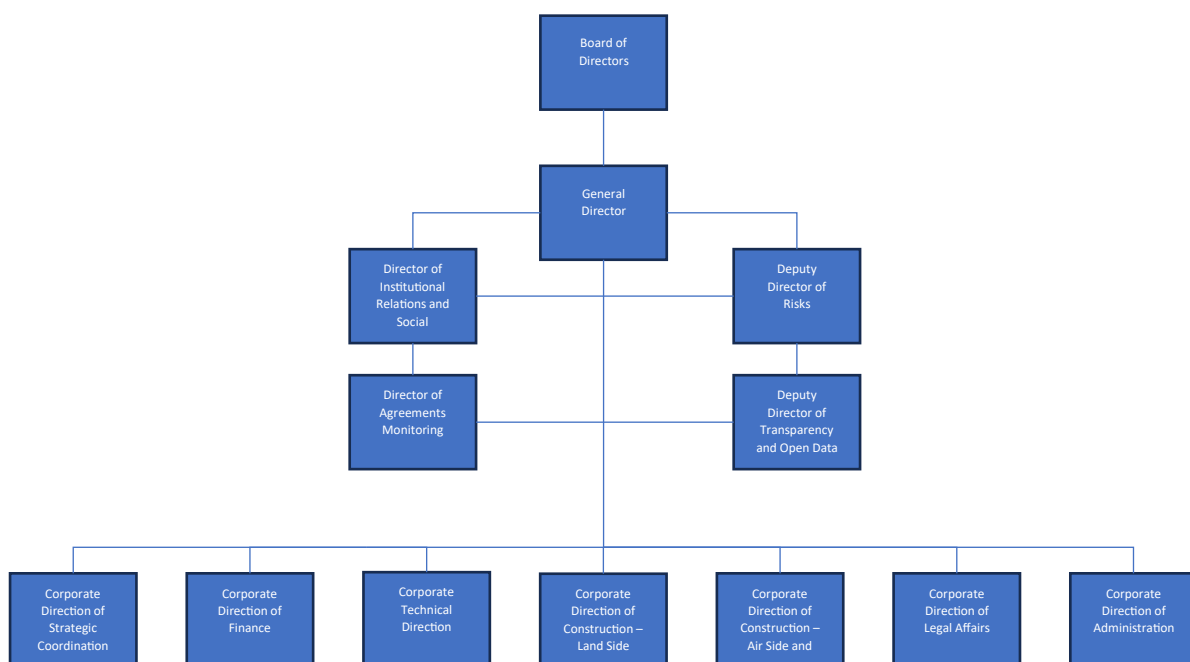 Board of
Directors
General
Director
Director of
Institutional
Relations and
Social
Deputy
Director of
Risks
Director of
Agreements
Monitoring
Deputy
Director of
Transparency
and Open Data
Corporate
Direction of
Strategic
Coordination
Corporate
Direction of
Finance
Corporate
Technical
Direction
Corporate
Direction of
Construction –
Land Side
Corporate
Direction of
Construction –
Air Side and
Corporate
Direction of
Legal Affairs
Corporate
Direction of
Administration